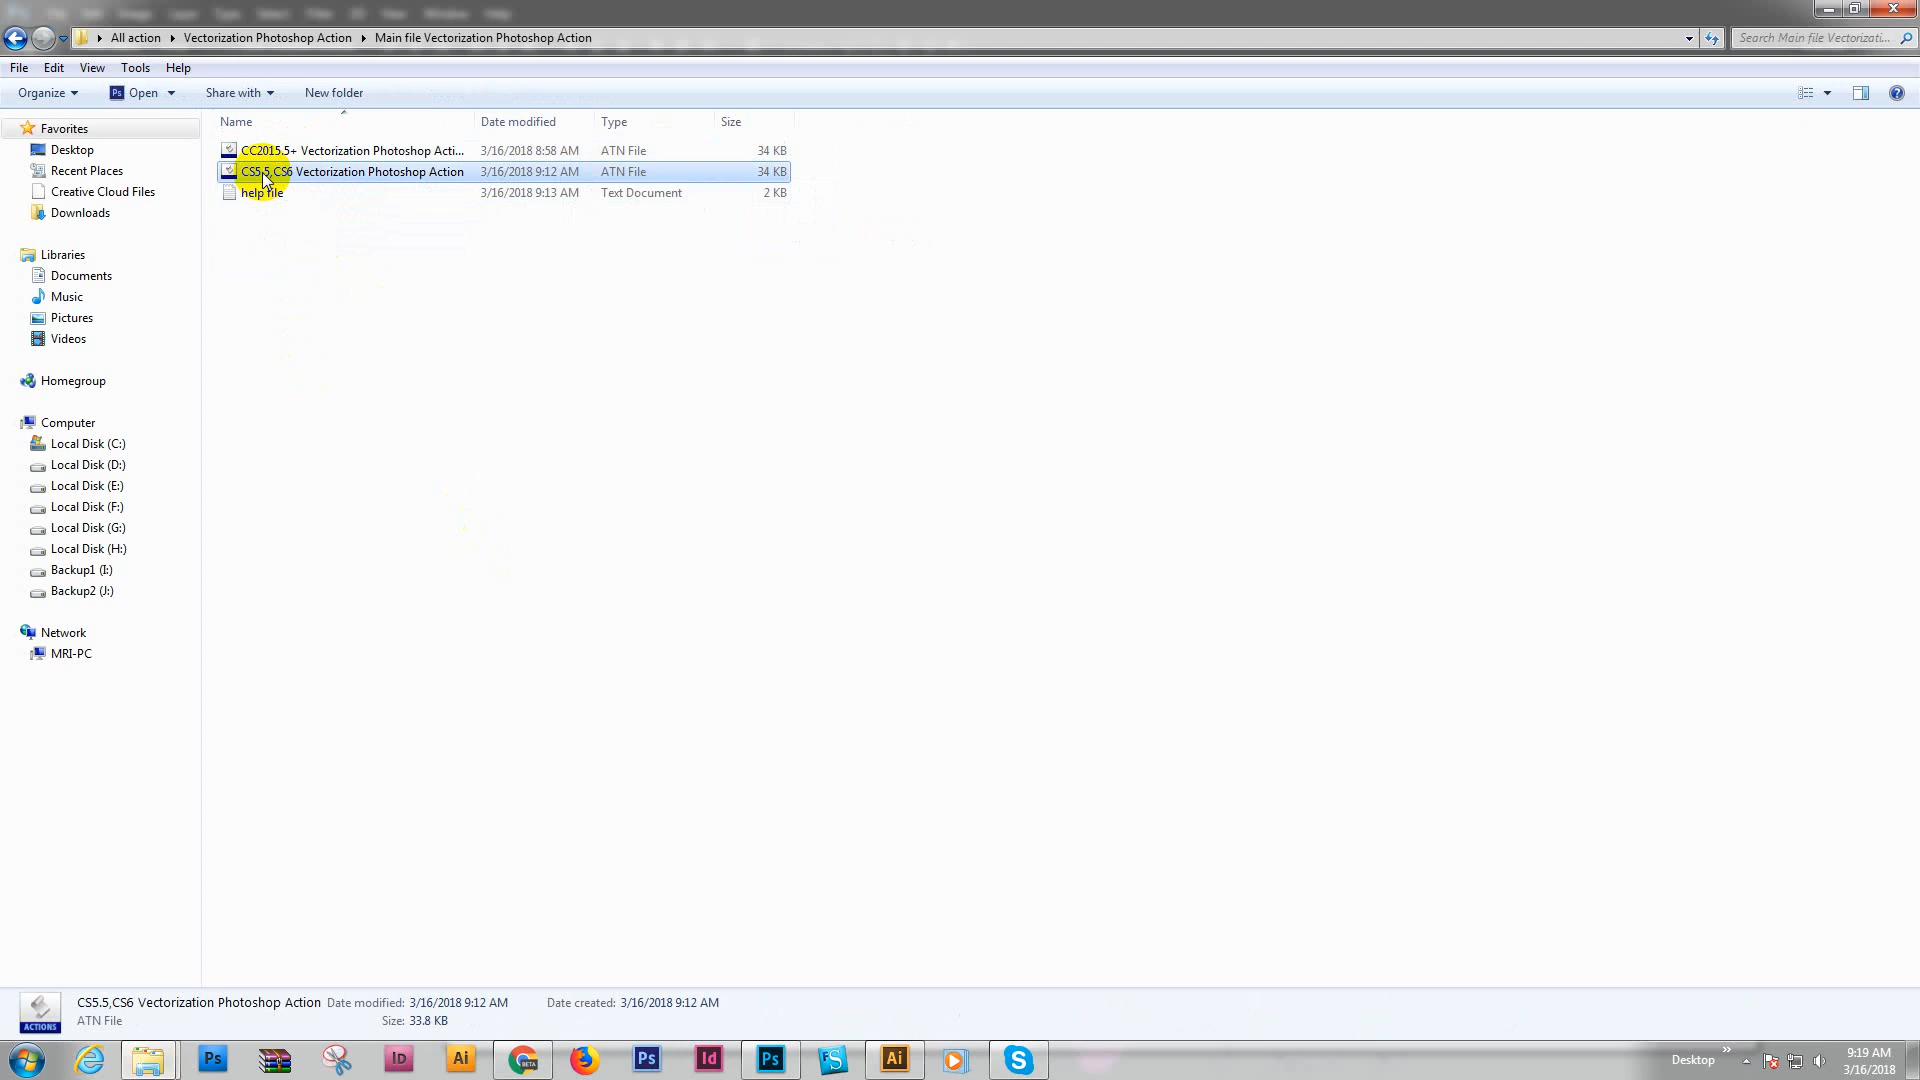 All action Vectorization Photoshop Action Main file Vectorization Photoshop Action
Search Main file Vectorizati...
File Edit View Tools Help
Organize Ps Open Share with New folder
Name Date modified Type Size
Favorites
Desktop
Recent Places
Creative Cloud Files
Downloads
Libraries
Documents
Music
Pictures
Videos
Homegroup
Computer
Local Disk (C:)
Local Disk (D:)
Local Disk (E:)
Local Disk (F:)
Local Disk (G:)
Local Disk (H:)
Backup1 (I:)
Backup2 (J:)
Network
MRI-PC
CC2015.5+ Vectorization Photoshop Acti... 3/16/2018 8:58 AM ATN File 34 KB
CS5.5,CS6 Vectorization Photoshop Action 3/16/2018 9:12 AM ATN File 34 KB
help file 3/16/2018 9:13 AM Text Document 2 KB
CS5.5,CS6 Vectorization Photoshop Action Date modified: 3/16/2018 9:12 AM Date created: 3/16/2018 9:12 AM
ATN File Size: 33.8 KB
ACTIONS
Ps ID Ai BETA Ps Id Ps FS Ai S
Desktop
9:19 AM
3/16/2018